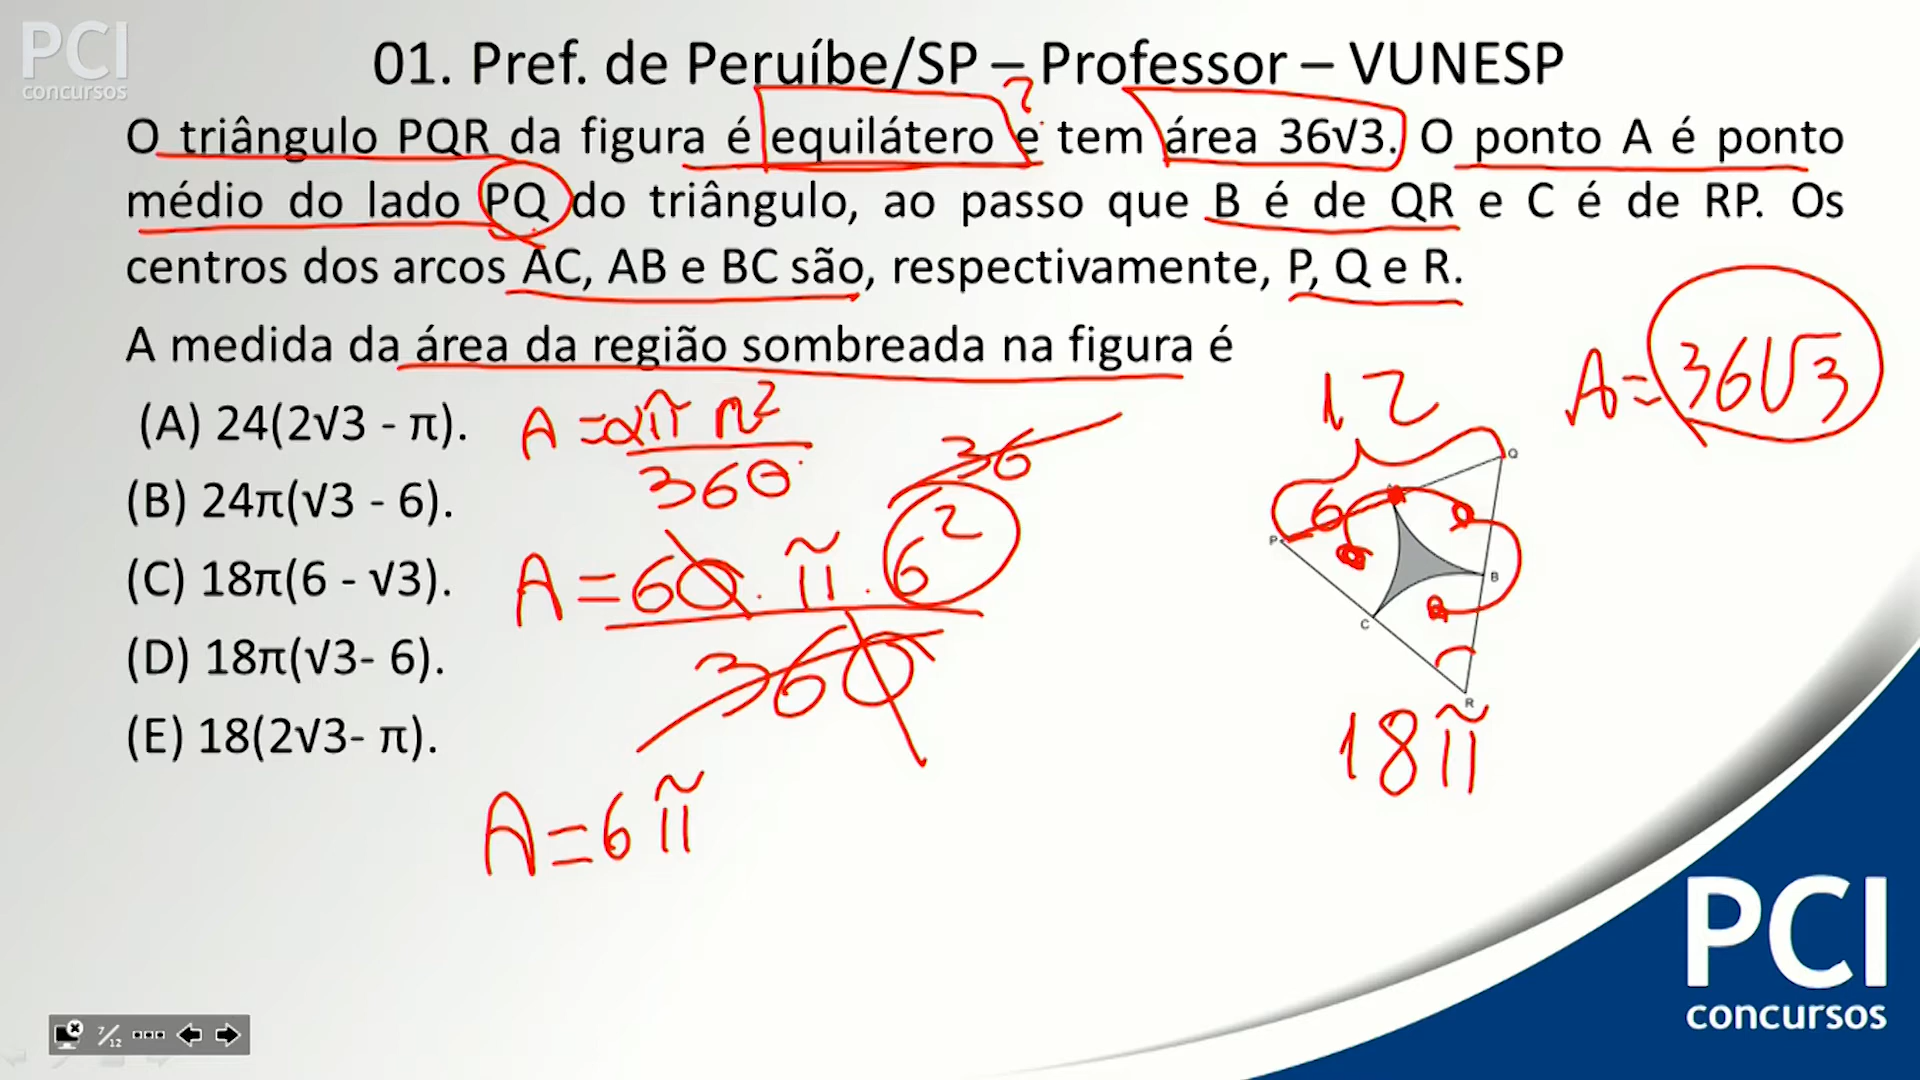 PCI
concursos
01. Pref. de Peruíbe/SP – Professor – VUNESP
?
O triângulo PQR da figura é equilátero e tem área 36√3. O ponto A é ponto
médio do lado PQ do triângulo, ao passo que B é de QR e C é de RP. Os
centros dos arcos AC, AB e BC são, respectivamente, P, Q e R.
A medida da área da região sombreada na figura é
(A) 24(2√3 - π).
(B) 24π(√3 - 6).
(C) 18π(6 - √3).
(D) 18π(√3- 6).
(E) 18(2√3- π).
A = απ r²
360
36
A = 60 . π . 6²
360
A = 6π
12
A = 36√3
Q
6
P
B
C
R
18π
PCI
concursos
7/12